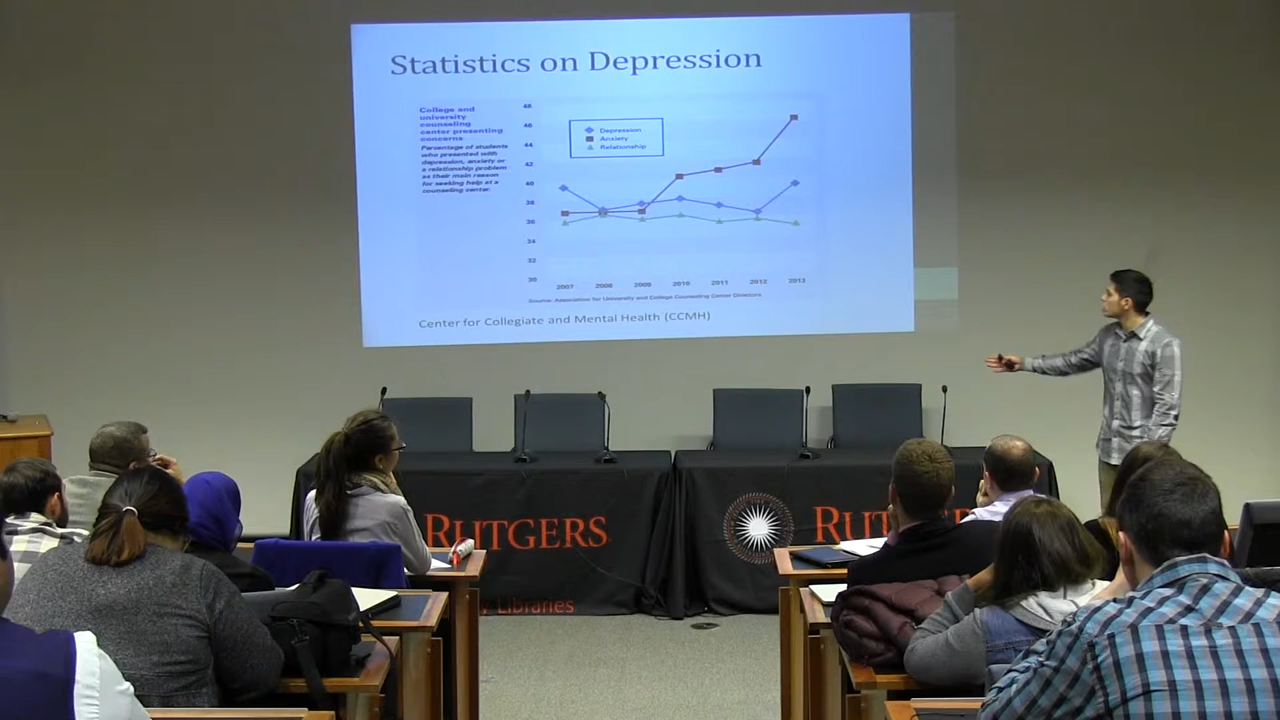 Statistics on Depression
College and
university
counseling
center presenting
concerns
Percentage of students
who presented with
depression, anxiety or
a relationship problem
as their main reason
for seeking help at a
counseling center.
48
46
44
42
40
38
36
34
32
30
Depression
Anxiety
Relationship
2007 2008 2009 2010 2011 2012 2013
Source: Association for University and College Counseling Center Directors
Center for Collegiate and Mental Health (CCMH)
RUTGERS
Libraries
RUT